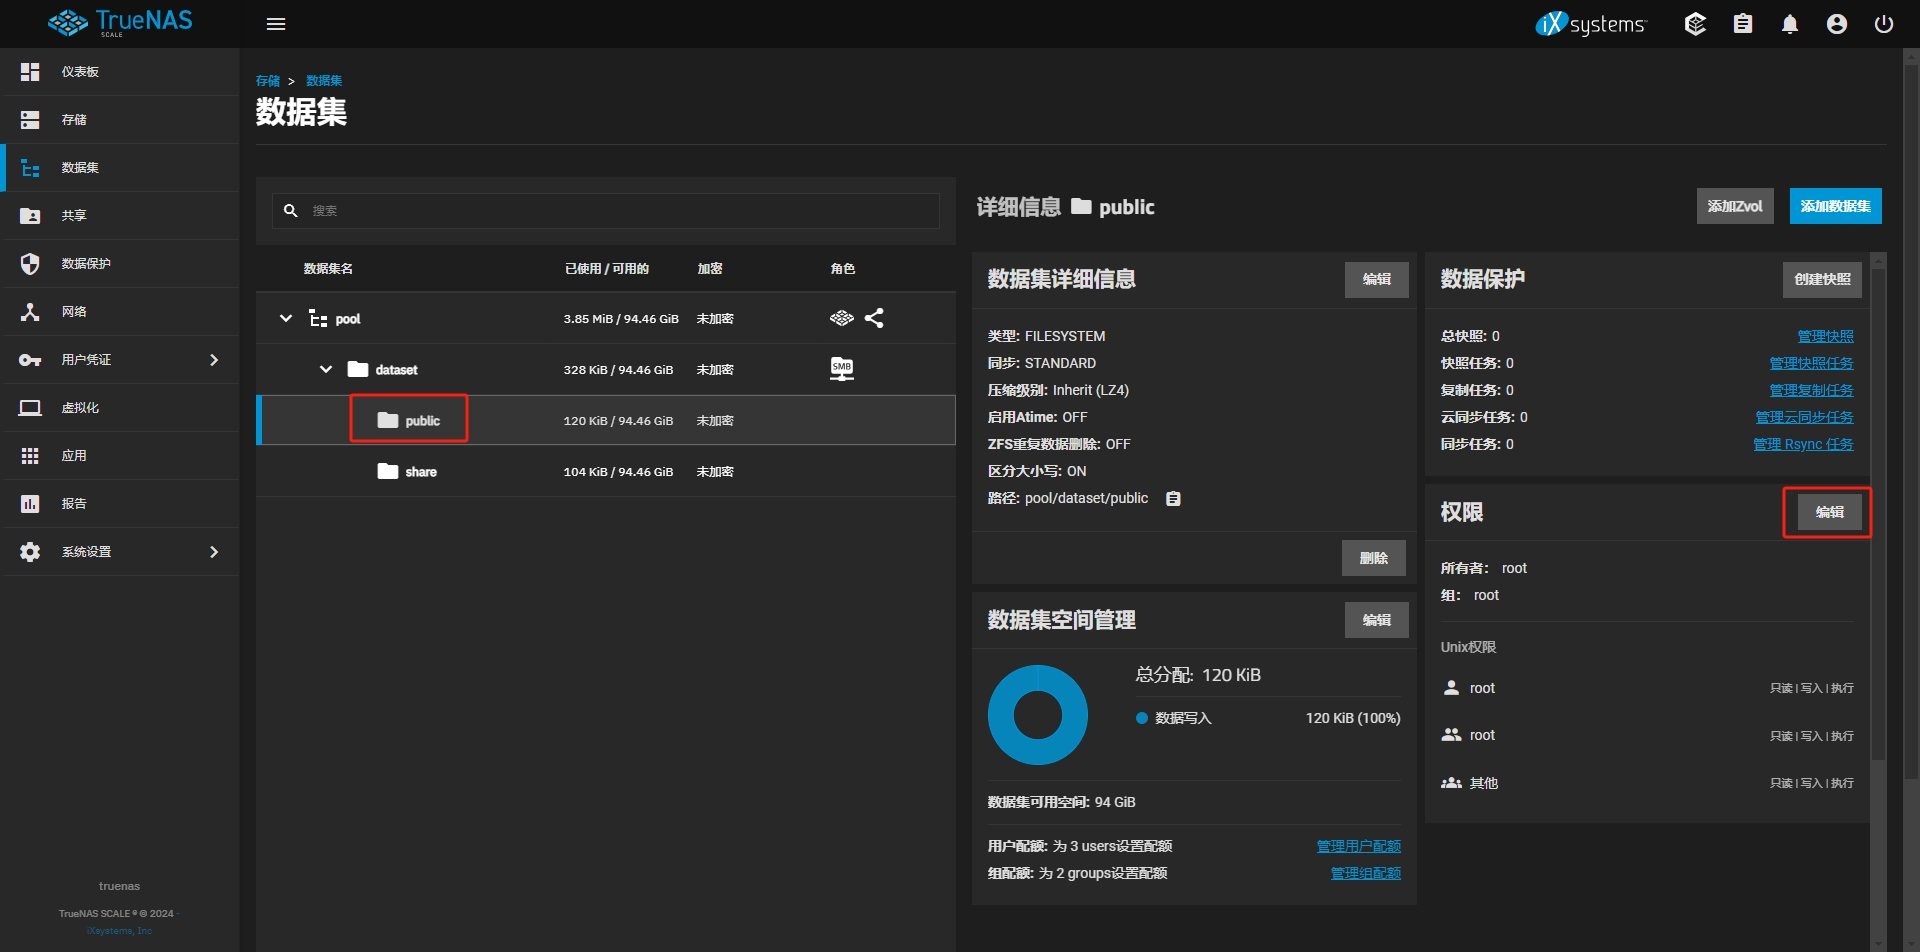 TrueNAS
SCALE
iXsystems
仪表板
存储
数据集
共享
数据保护
网络
用户凭证
虚拟化
应用
报告
系统设置
truenas
TrueNAS SCALE ® © 2024
iXsystems, Inc
存储 > 数据集
数据集
搜索
数据集名 已使用 / 可用的 加密 角色
pool 3.85 MiB / 94.46 GiB 未加密
dataset 328 KiB / 94.46 GiB 未加密 SMB
public 120 KiB / 94.46 GiB 未加密
share 104 KiB / 94.46 GiB 未加密
详细信息 public
添加Zvol 添加数据集
数据集详细信息 编辑
类型: FILESYSTEM
同步: STANDARD
压缩级别: Inherit (LZ4)
启用Atime: OFF
ZFS重复数据删除: OFF
区分大小写: ON
路径: pool/dataset/public
删除
数据集空间管理 编辑
总分配: 120 KiB
数据写入 120 KiB (100%)
数据集可用空间: 94 GiB
用户配额: 为 3 users设置配额 管理用户配额
组配额: 为 2 groups设置配额 管理组配额
数据保护 创建快照
总快照: 0 管理快照
快照任务: 0 管理快照任务
复制任务: 0 管理复制任务
云同步任务: 0 管理云同步任务
同步任务: 0 管理 Rsync 任务
权限 编辑
所有者: root
组: root
Unix权限
root 只读 | 写入 | 执行
root 只读 | 写入 | 执行
其他 只读 | 写入 | 执行